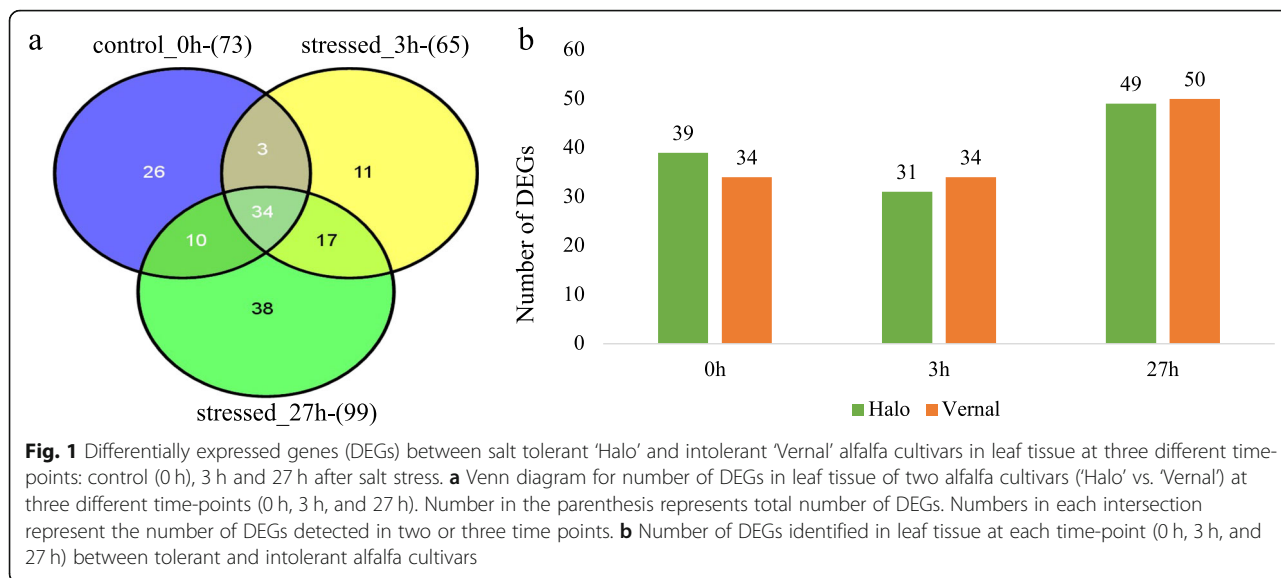 a
control_0h-(73)
stressed_3h-(65)
26
3
11
34
10
17
38
stressed_27h-(99)
b
Number of DEGs
60
50
40
30
20
10
0
39
34
31
34
49
50
0h
3h
27h
Halo
Vernal
Fig. 1 Differentially expressed genes (DEGs) between salt tolerant ‘Halo’ and intolerant ‘Vernal’ alfalfa cultivars in leaf tissue at three different time-
points: control (0 h), 3 h and 27 h after salt stress. a Venn diagram for number of DEGs in leaf tissue of two alfalfa cultivars (‘Halo’ vs. ‘Vernal’) at
three different time-points (0 h, 3 h, and 27 h). Number in the parenthesis represents total number of DEGs. Numbers in each intersection
represent the number of DEGs detected in two or three time points. b Number of DEGs identified in leaf tissue at each time-point (0 h, 3 h, and
27 h) between tolerant and intolerant alfalfa cultivars